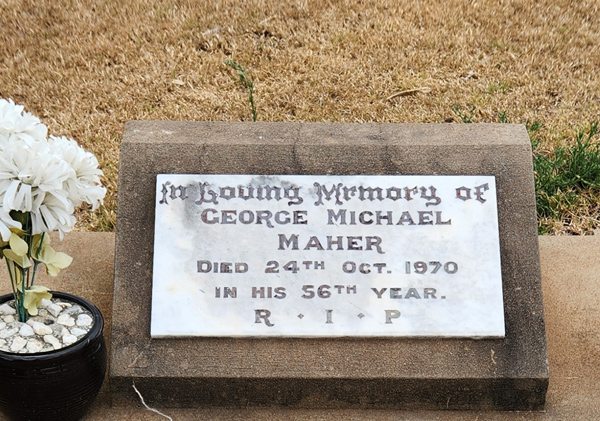 In Loving Memory of
GEORGE MICHAEL
MAHER
DIED 24TH OCT. 1970
IN HIS 56TH YEAR.
R · I · P